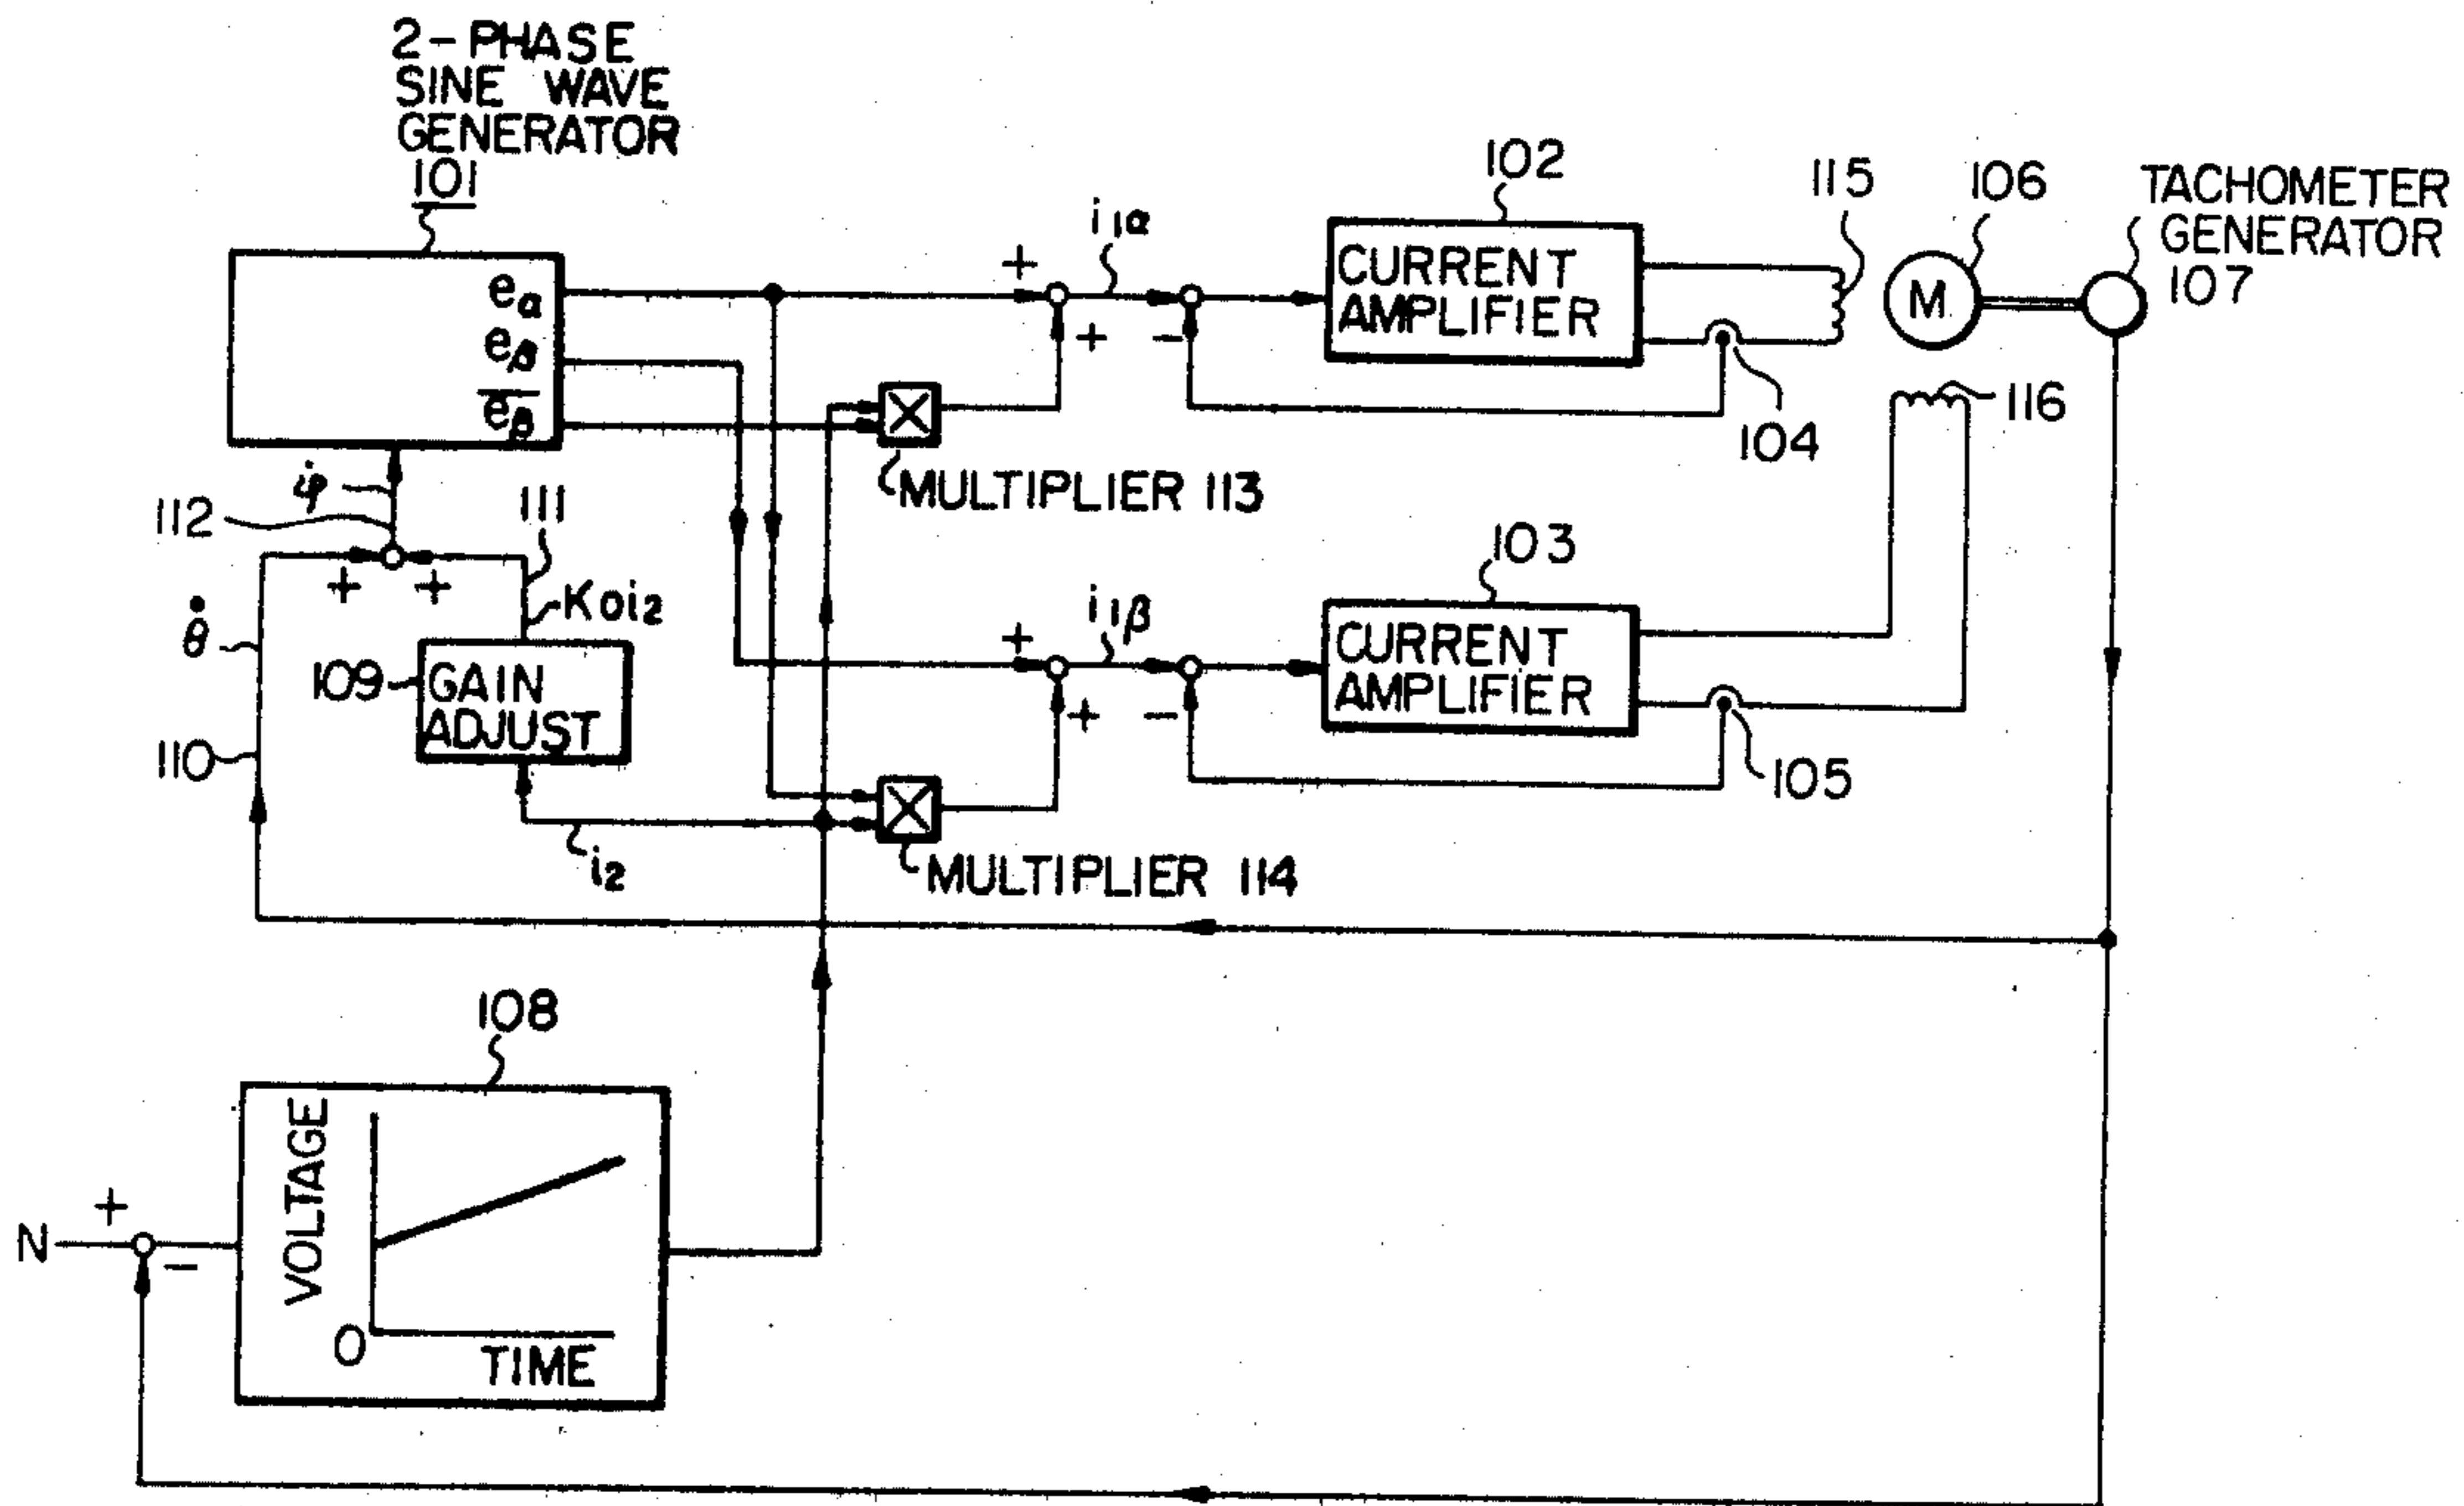 2-PHASE
SINE WAVE
GENERATOR
101
102
115
106
TACHOMETER
GENERATOR
107
i1α
+
CURRENT
AMPLIFIER
M
eα
eβ
e̅β̅
+
-
104
116
MULTIPLIER 113
φ̇
112
111
+ +
103
θ̇
Koi2
i1β
+
109
GAIN
ADJUST
CURRENT
AMPLIFIER
110
+
-
105
i2
MULTIPLIER 114
108
VOLTAGE
+
N
-
O
TIME